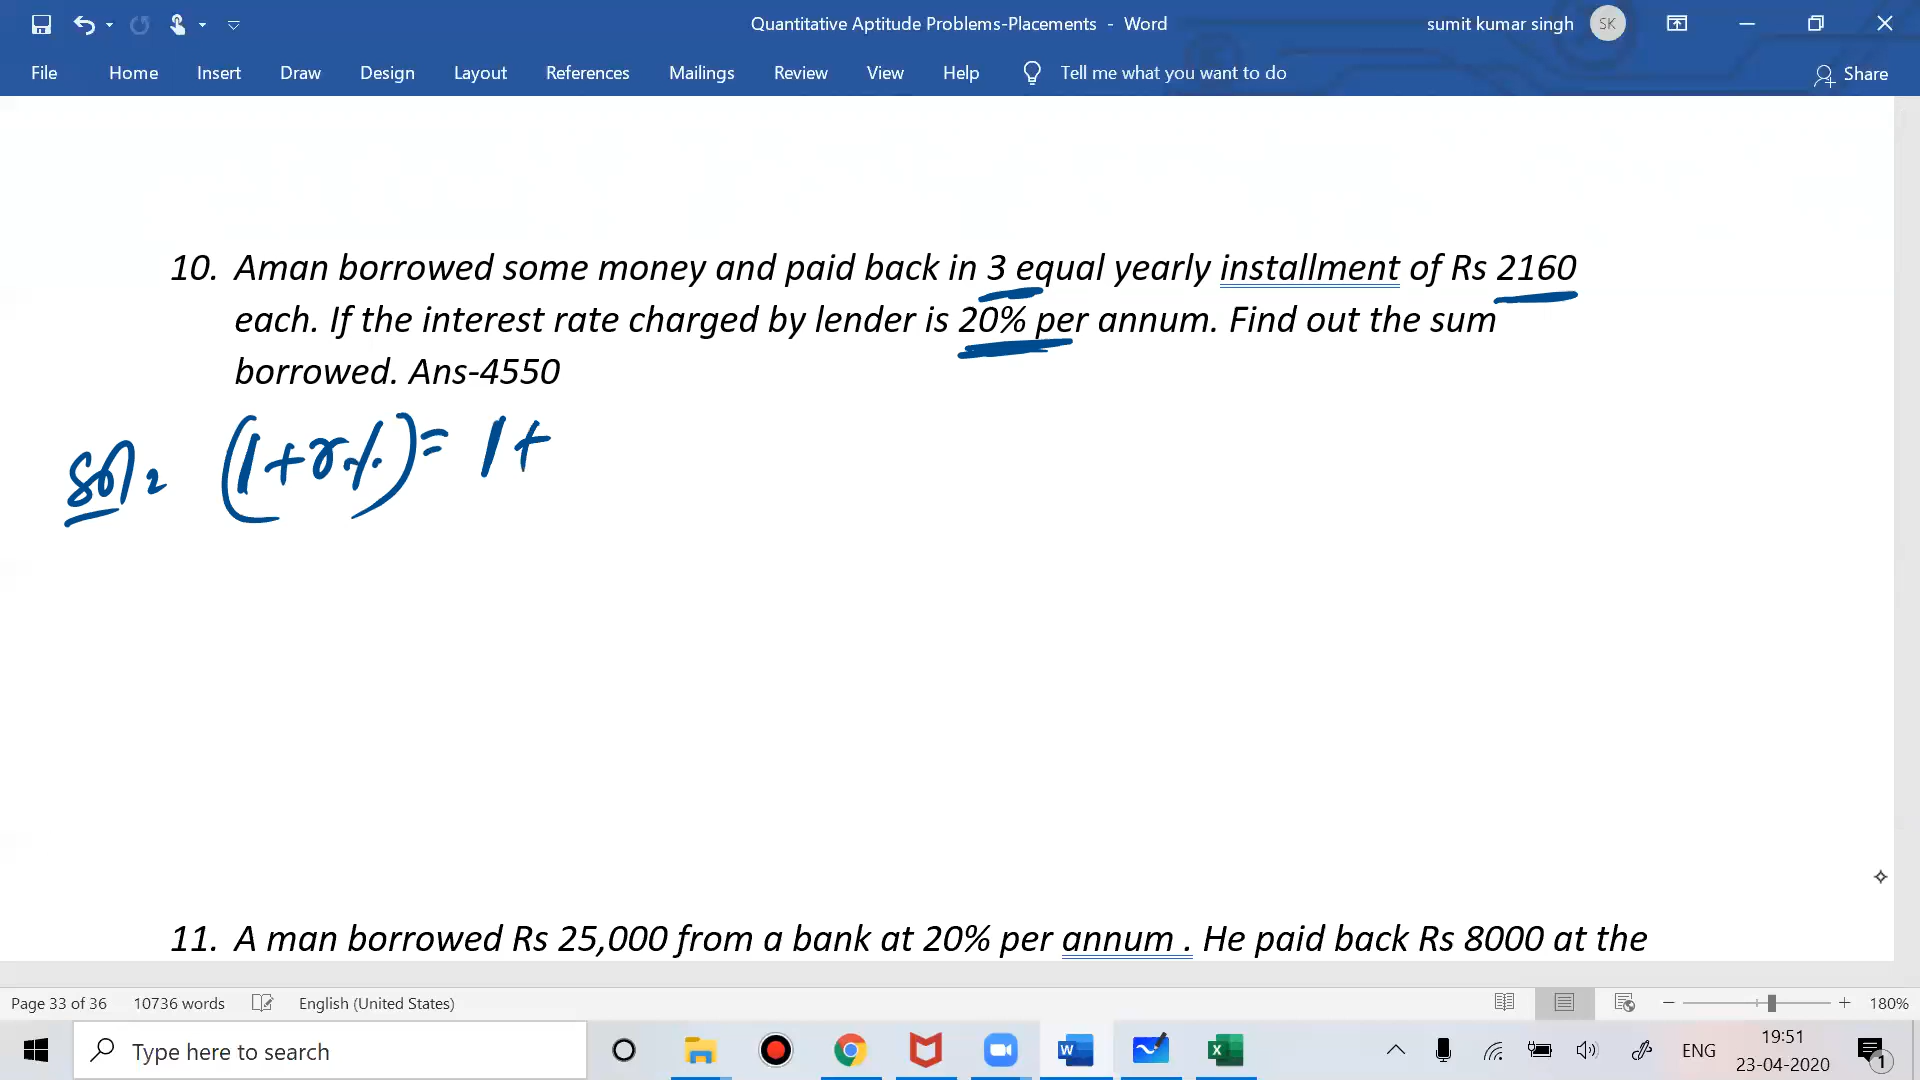 Quantitative Aptitude Problems-Placements - Word
sumit kumar singh SK
File Home Insert Draw Design Layout References Mailings Review View Help Tell me what you want to do Share
10. Aman borrowed some money and paid back in 3 equal yearly installment of Rs 2160
each. If the interest rate charged by lender is 20% per annum. Find out the sum
borrowed. Ans-4550
(1+r%)= 1+
11. A man borrowed Rs 25,000 from a bank at 20% per annum . He paid back Rs 8000 at the
Page 33 of 36 10736 words English (United States) 180%
Type here to search
ENG
19:51
23-04-2020
1